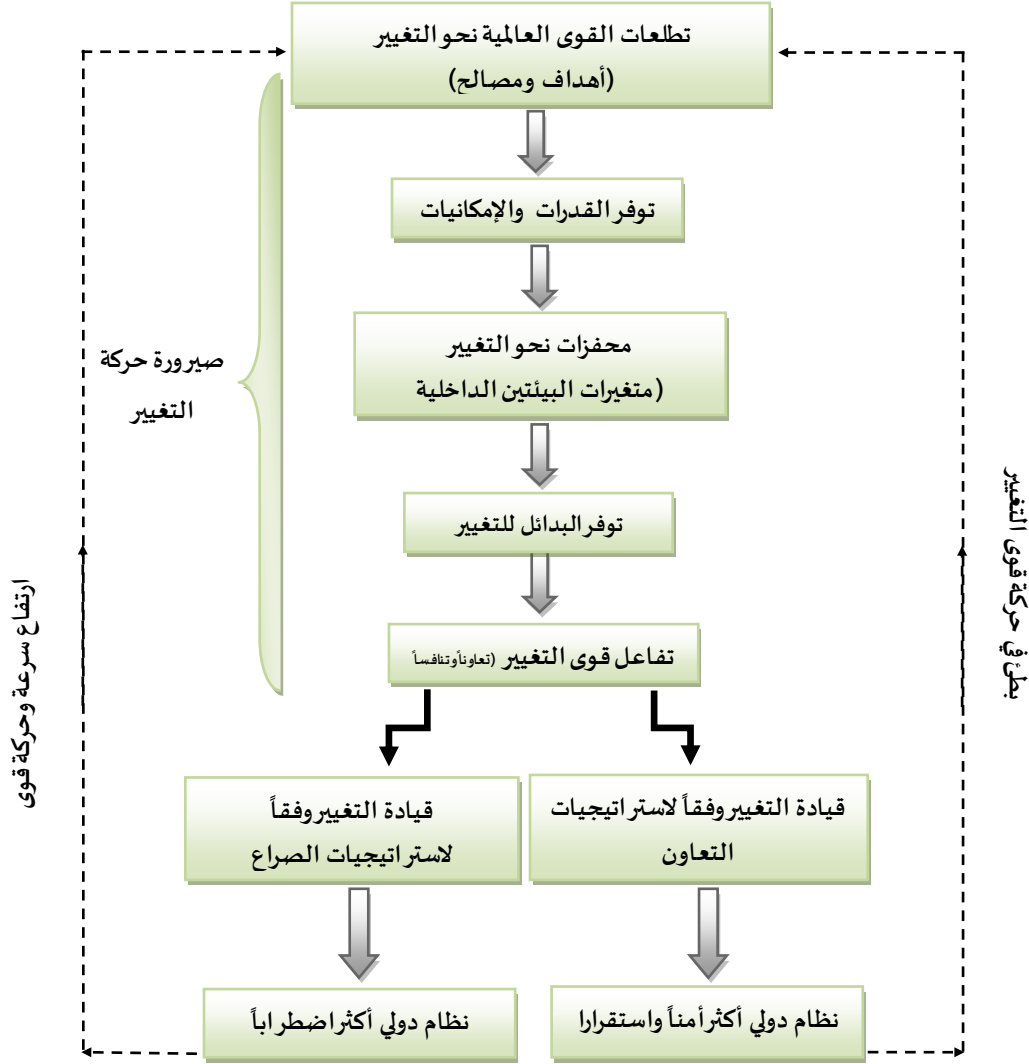 تطلعات القوى العالمية نحو التغيير
(أهداف ومصالح)
توفر القدرات والإمكانيات
محفزات نحو التغيير
(متغيرات البيئتين الداخلية
صيرورة حركة
التغيير
توفر البدائل للتغيير
تفاعل قوى التغيير (تعاوناً وتنافساً
بطئ في حركة قوى التغيير
ارتفاع سرعة وحركة قوى
قيادة التغيير وفقاً لاستراتيجيات
التعاون
قيادة التغيير وفقاً
لاستراتيجيات الصراع
نظام دولي أكثر أمناً واستقرارا
نظام دولي أكثر اضطراباً